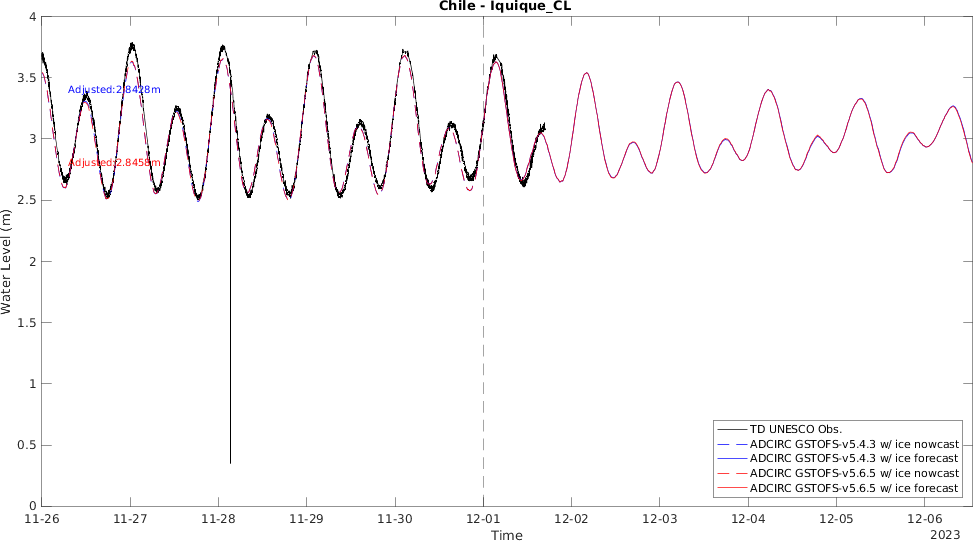 Chile - Iquique_CL
4
3.5
3
2.5
2
1.5
1
0.5
0
Water Level (m)
Adjusted:2.8428m
Adjusted:2.8458m
TD UNESCO Obs.
ADCIRC GSTOFS-v5.4.3 w/ ice nowcast
ADCIRC GSTOFS-v5.4.3 w/ ice forecast
ADCIRC GSTOFS-v5.6.5 w/ ice nowcast
ADCIRC GSTOFS-v5.6.5 w/ ice forecast
11-26 11-27 11-28 11-29 11-30 12-01 12-02 12-03 12-04 12-05 12-06
Time
2023